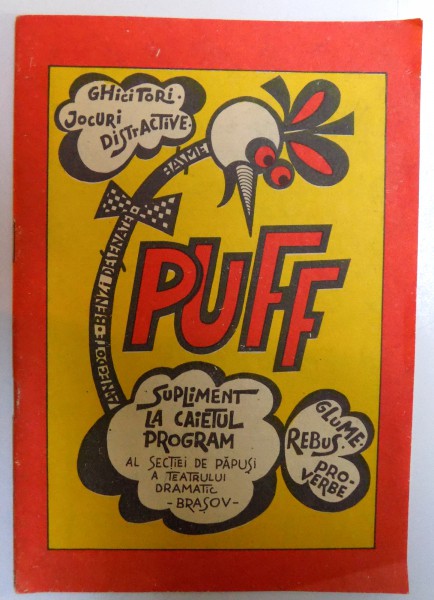 GHiCiTORi·
JOCURi
DiSTRACTiVE·
PUFF
SUPLiMENT
LA CAiETUL
PROGRAM
AL SECȚiEi DE PĂPUȘi
A TEATRULUi
DRAMATIC
-BRAȘOV-
GLUME
REBUS·
PRO-
VERBE